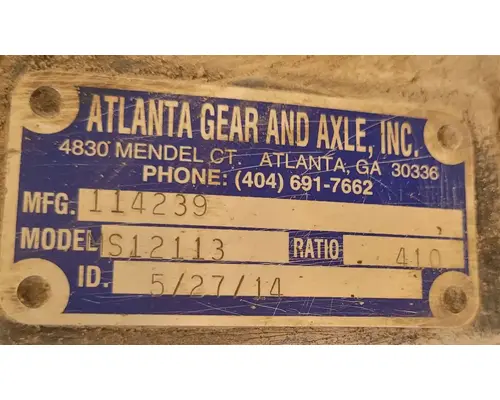 ATLANTA GEAR AND AXLE, INC.
4830 MENDEL CT. ATLANTA, GA 30336
PHONE: (404) 691-7662
MFG. 114239
MODEL S12113 RATIO 410
ID. 5/27/14